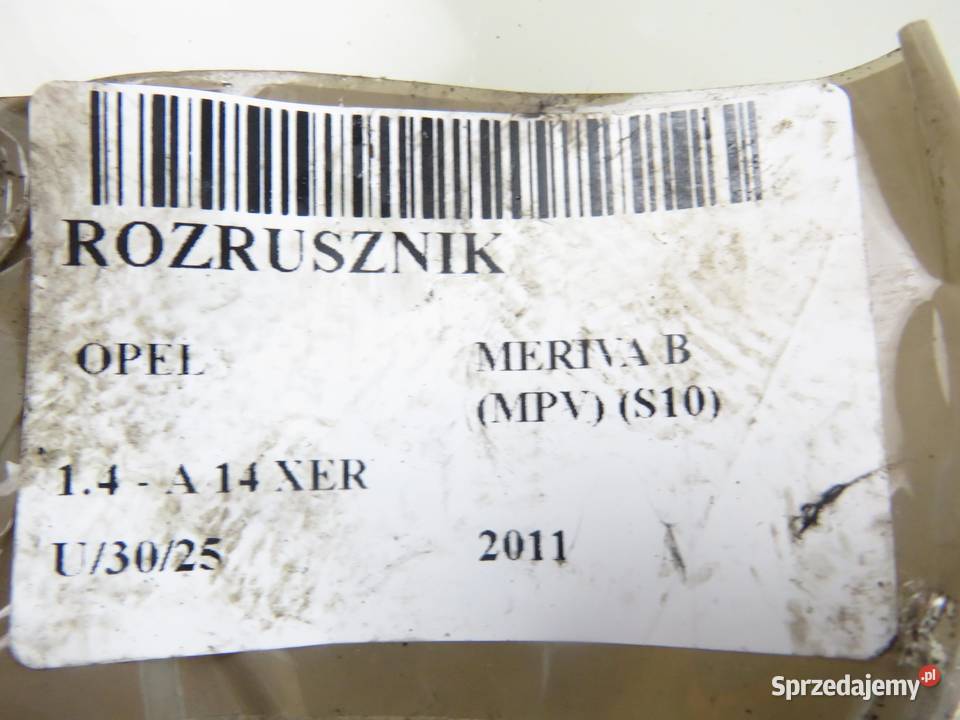 ROZRUSZNIK
OPEL
MERIVA B
(MPV) (S10)
1.4 - A 14 XER
U/30/25
2011
Sprzedajemy.pl